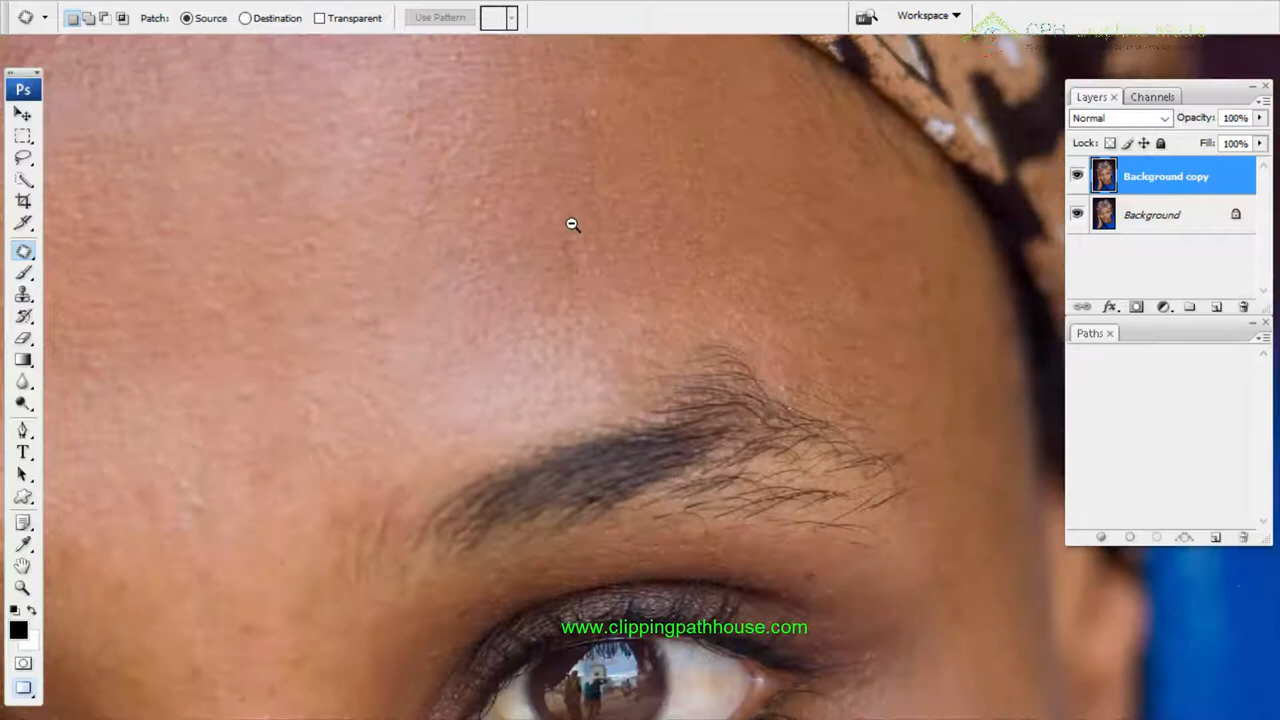 Patch: Source Destination Transparent Use Pattern
Workspace
Ps
Layers Channels
Normal Opacity: 100%
Lock: Fill: 100%
Background copy
Background
Paths
T
www.clippingpathhouse.com